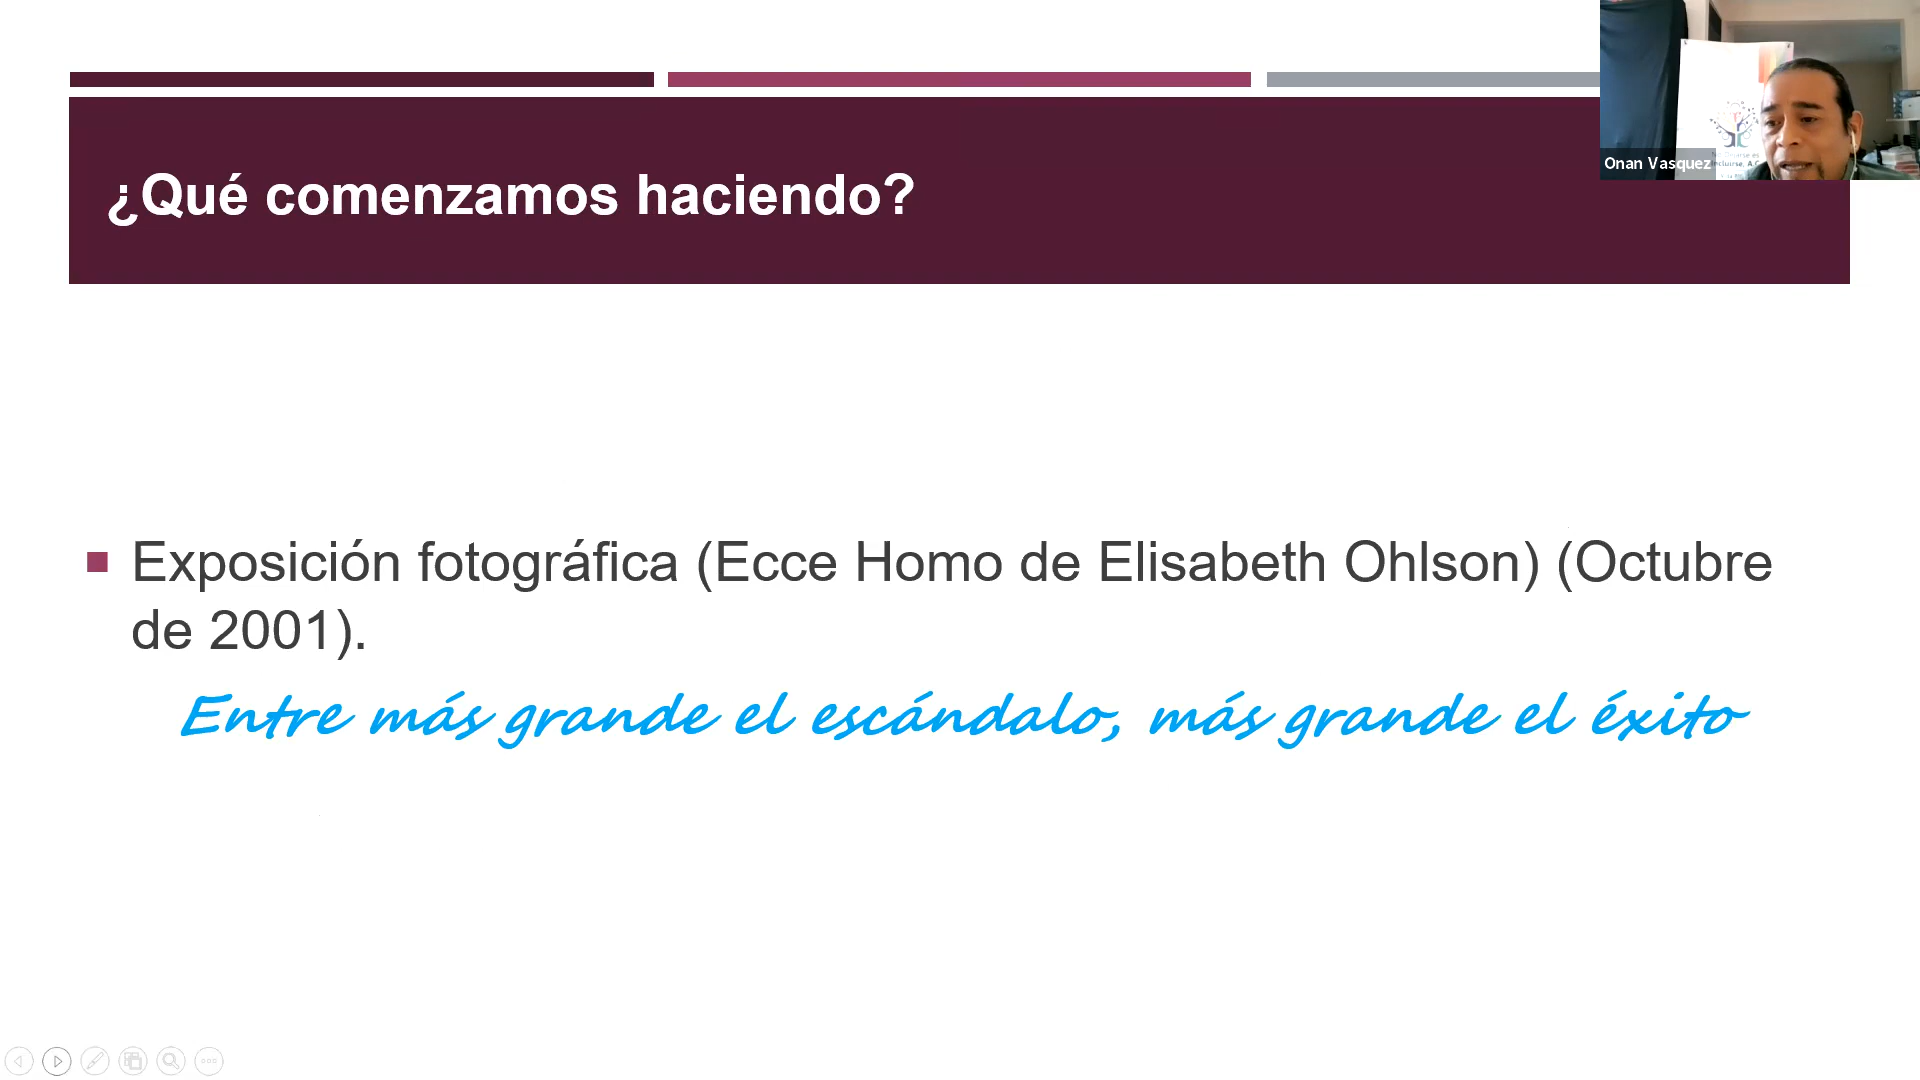 ¿Qué comenzamos haciendo?
Onan Vasquez
Exposición fotográfica (Ecce Homo de Elisabeth Ohlson) (Octubre
de 2001).
Entre más grande el escándalo, más grande el éxito